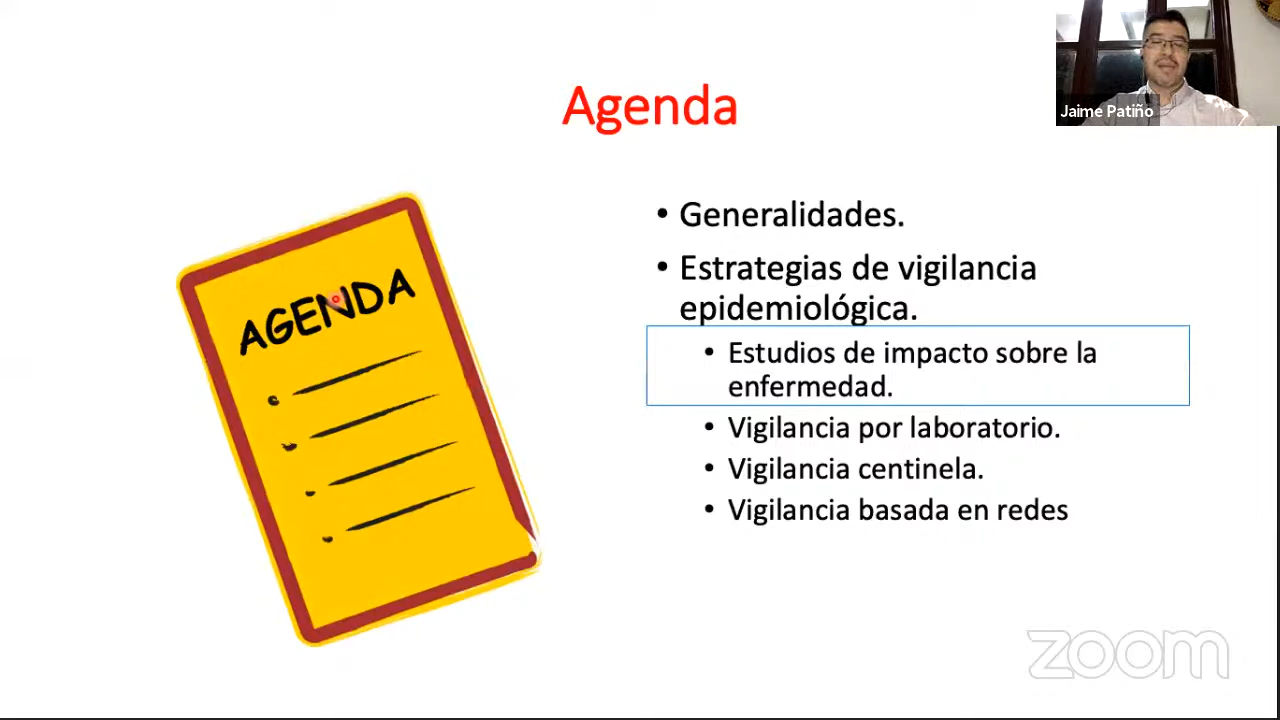 Agenda
Jaime Patiño
AGENDA
• Generalidades.
• Estrategias de vigilancia
epidemiológica.
• Estudios de impacto sobre la
enfermedad.
• Vigilancia por laboratorio.
• Vigilancia centinela.
• Vigilancia basada en redes
zoom